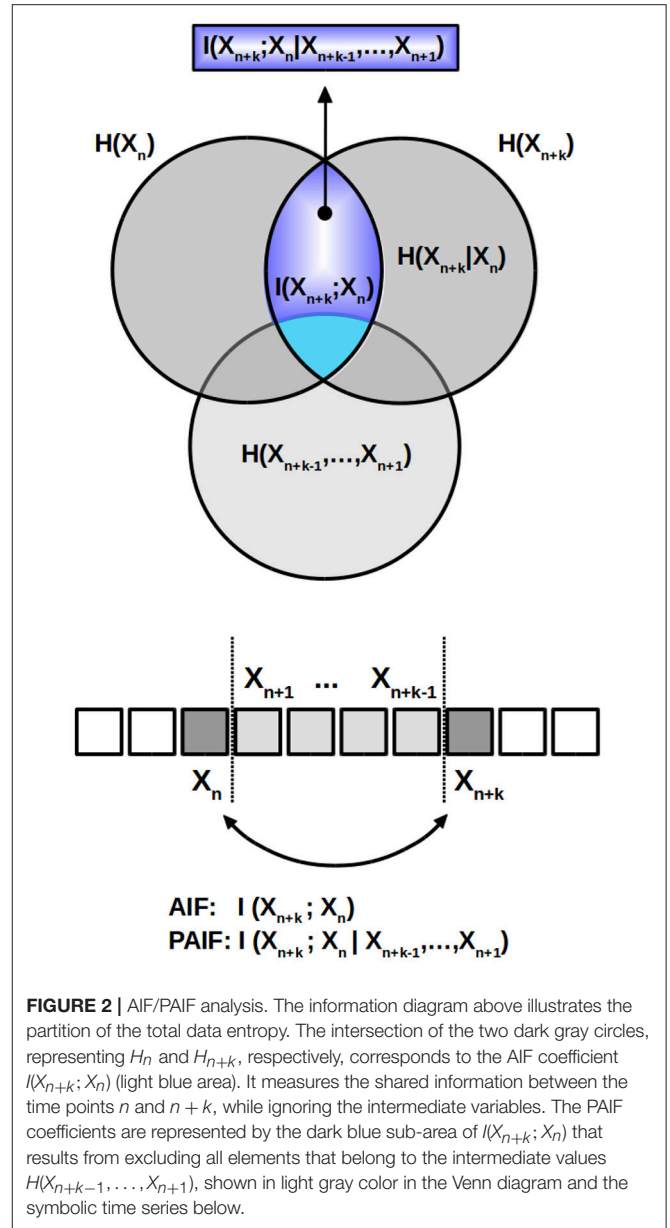 I(Xn+k;Xn|Xn+k-1,...,Xn+1)
H(Xn)
H(Xn+k)
H(Xn+k|Xn)
I(Xn+k;Xn)
H(Xn+k-1,...,Xn+1)
Xn+1 ... Xn+k-1
Xn
Xn+k
AIF: I (Xn+k ; Xn)
PAIF: I (Xn+k ; Xn | Xn+k-1,...,Xn+1)
FIGURE 2 | AIF/PAIF analysis. The information diagram above illustrates the
partition of the total data entropy. The intersection of the two dark gray circles,
representing Hn and Hn+k, respectively, corresponds to the AIF coefficient
I(Xn+k; Xn) (light blue area). It measures the shared information between the
time points n and n + k, while ignoring the intermediate variables. The PAIF
coefficients are represented by the dark blue sub-area of I(Xn+k; Xn) that
results from excluding all elements that belong to the intermediate values
H(Xn+k−1, . . . , Xn+1), shown in light gray color in the Venn diagram and the
symbolic time series below.